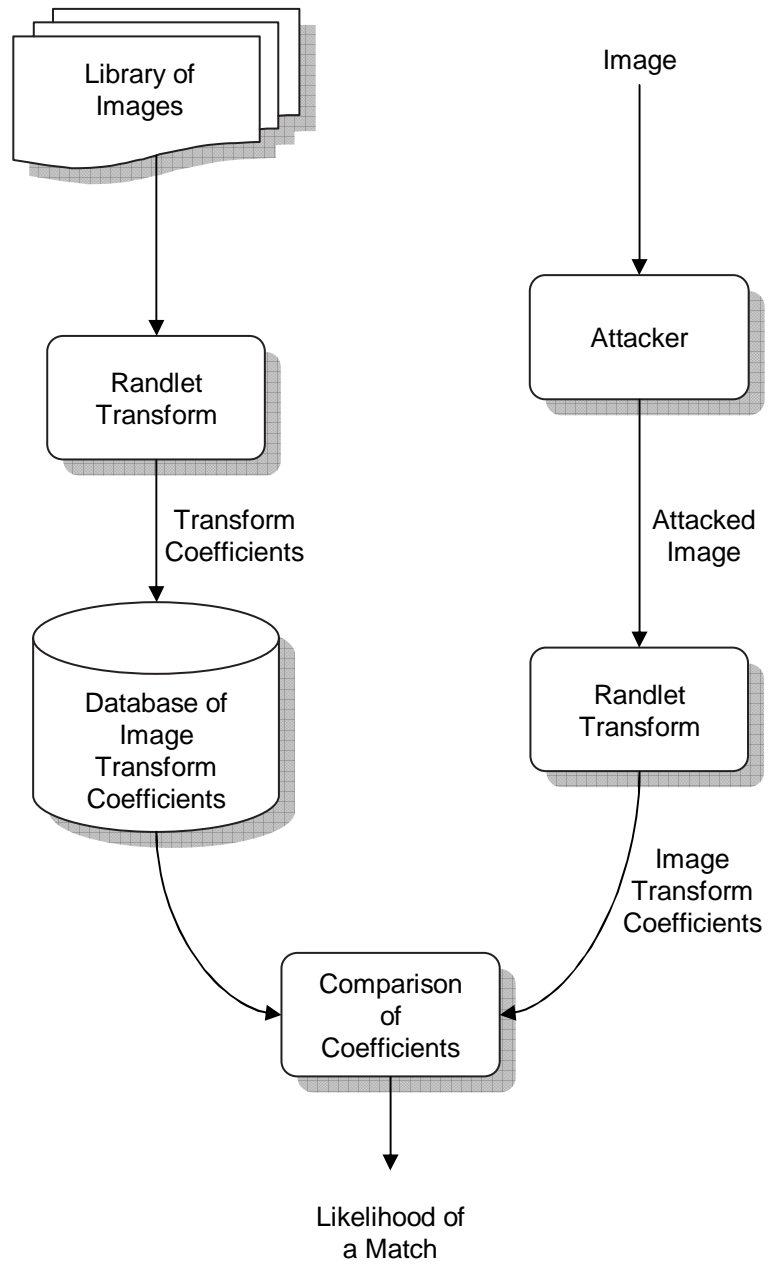 Library of
Images
Image
Attacker
Randlet
Transform
Transform
Coefficients
Attacked
Image
Database of
Image
Transform
Coefficients
Randlet
Transform
Image
Transform
Coefficients
Comparison
of
Coefficients
Likelihood of
a Match